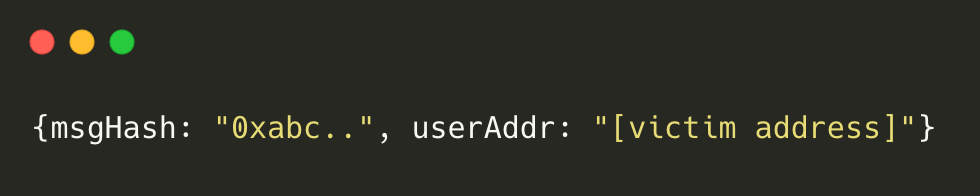 {msgHash: "0xabc..", userAddr: "[victim address]"}